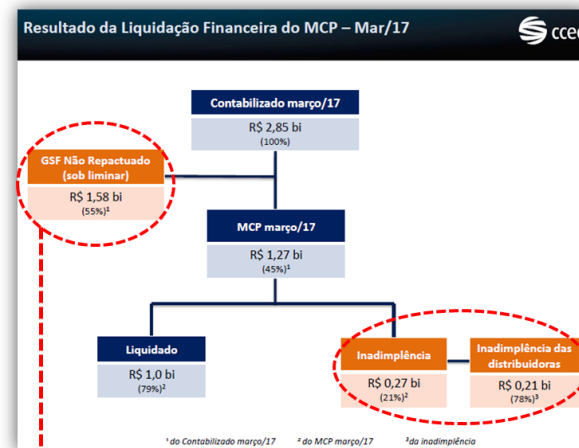 Resultado da Liquidação Financeira do MCP – Mar/17
ccee
Contabilizado março/17
R$ 2,85 bi
(100%)
GSF Não Repactuado
(sob liminar)
R$ 1,58 bi
(55%)¹
MCP março/17
R$ 1,27 bi
(45%)¹
Liquidado
R$ 1,0 bi
(79%)²
Inadimplência
R$ 0,27 bi
(21%)²
Inadimplência das
distribuidoras
R$ 0,21 bi
(78%)³
¹ do Contabilizado março/17 ² do MCP março/17 ³da inadimplência